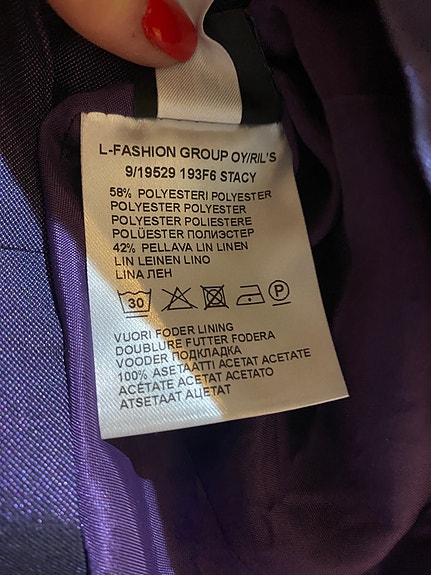 L-FASHION GROUP OY/RIL'S
9/19529 193F6 STACY
58% POLYESTERI POLYESTER
POLYESTER POLYESTER
POLYESTER POLIESTERE
POLÜESTER ПОЛИЭСТЕР
42% PELLAVA LIN LINEN
LIN LEINEN LINO
LINA ЛЕН
30 P
VUORI FODER LINING
DOUBLURE FUTTER FODERA
VOODER ПОДКЛАДКА
100% ASETAATTI ACETAT ACETATE
ACÉTATE ACETAT ACETATO
ATSETAAT АЦЕТАТ